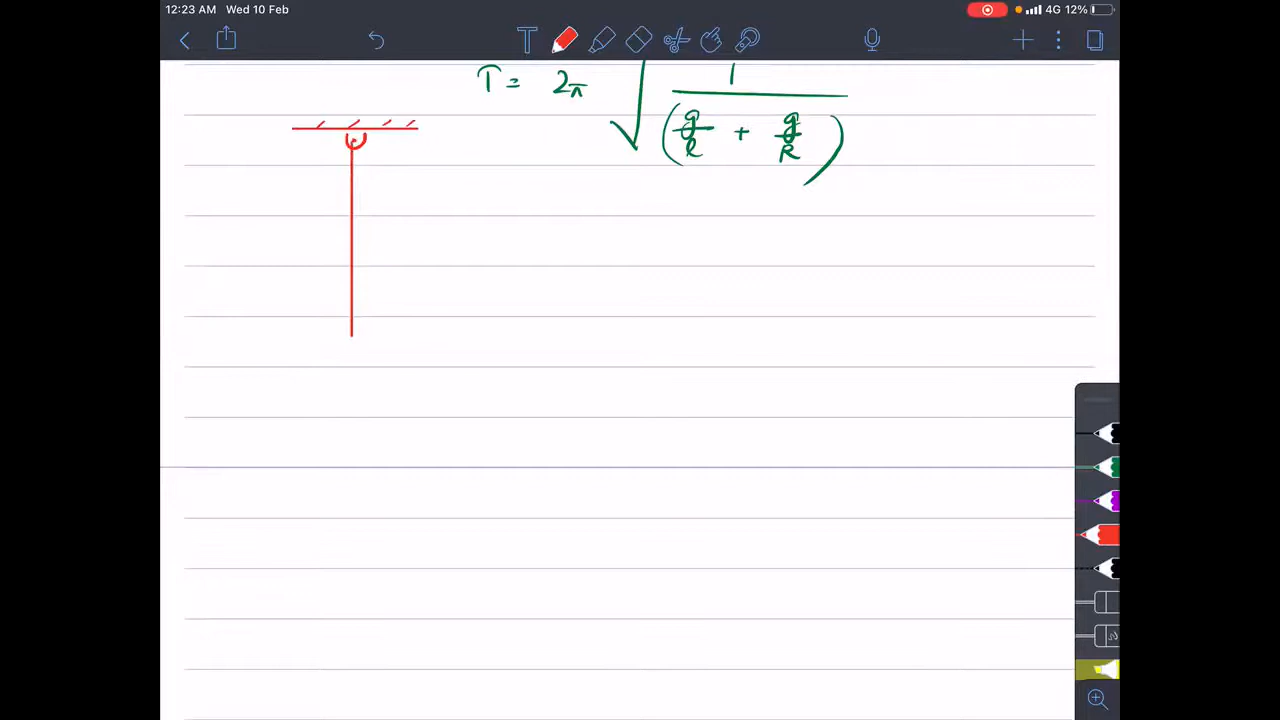 12:23 AM Wed 10 Feb 4G 12%
T
T = 2π √ 1 / (g/l + g/R)